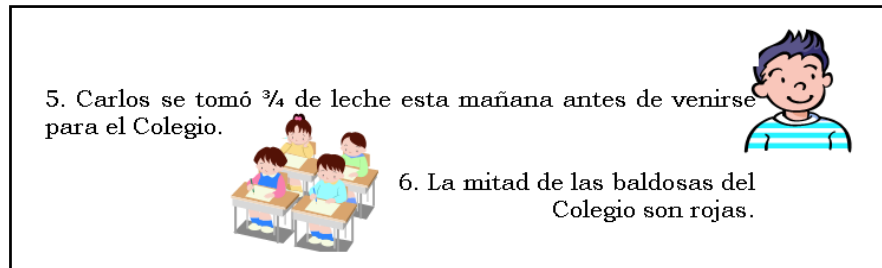 5. Carlos se tomó ¾ de leche esta mañana antes de venirse
para el Colegio.
6. La mitad de las baldosas del
Colegio son rojas.